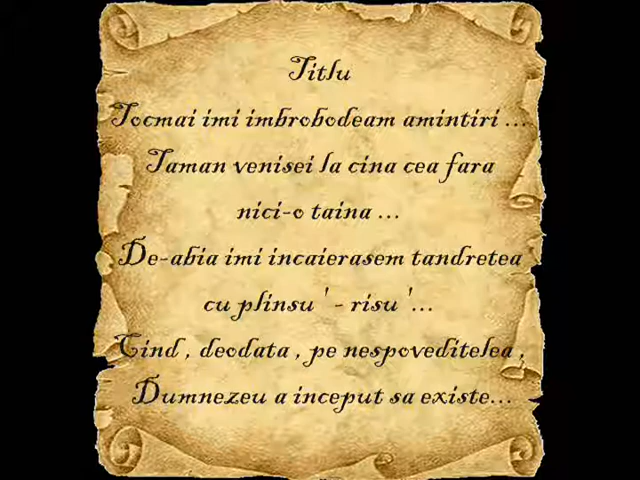 Titlu
Tocmai imi imbrobodeam amintiri ...
Taman venisei la cina cea fara
nici-o taina ...
De-abia imi incaierasem tandretea
cu plinsu ' - risu '...
Cind , deodata , pe nespoveditelea ,
Dumnezeu a inceput sa existe...